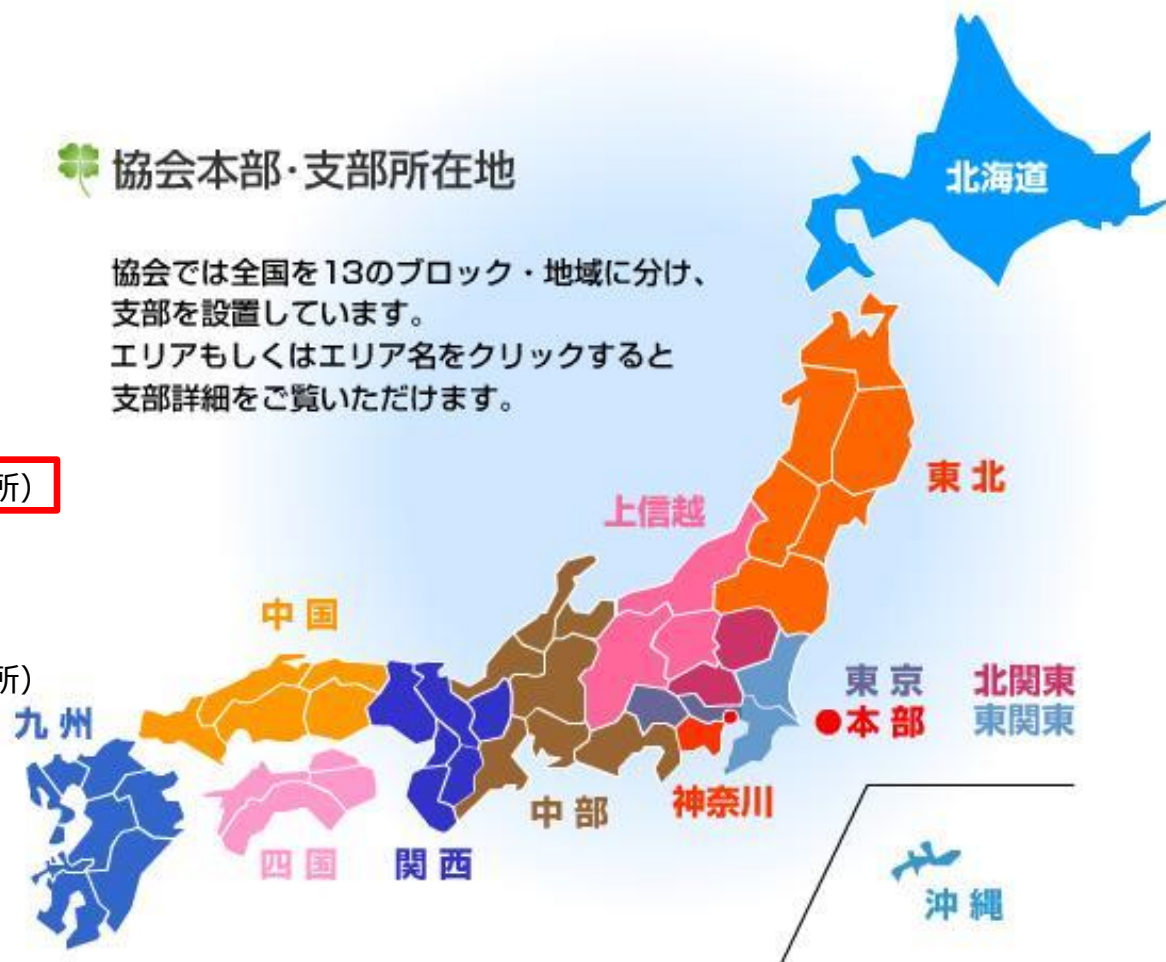 協会本部・支部所在地
協会では全国を13のブロック・地域に分け、
支部を設置しています。
エリアもしくはエリア名をクリックすると
支部詳細をご覧いただけます。
北海道
所）
東北
上信越
中国
所）
東京 北関東
九州
●本部 東関東
中部
神奈川
四国
関西
沖縄